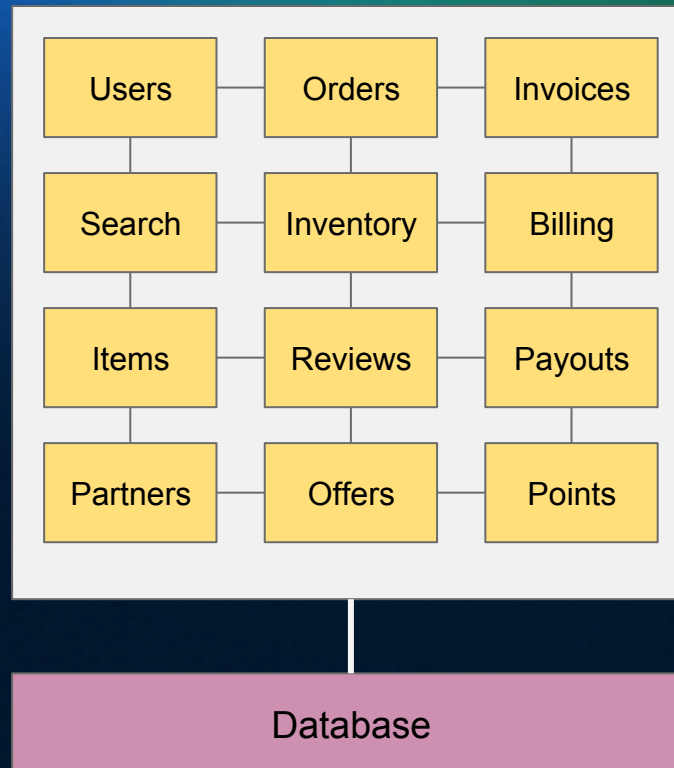 Users
Orders
Invoices
Search
Inventory
Billing
Items
Reviews
Payouts
Partners
Offers
Points
Database